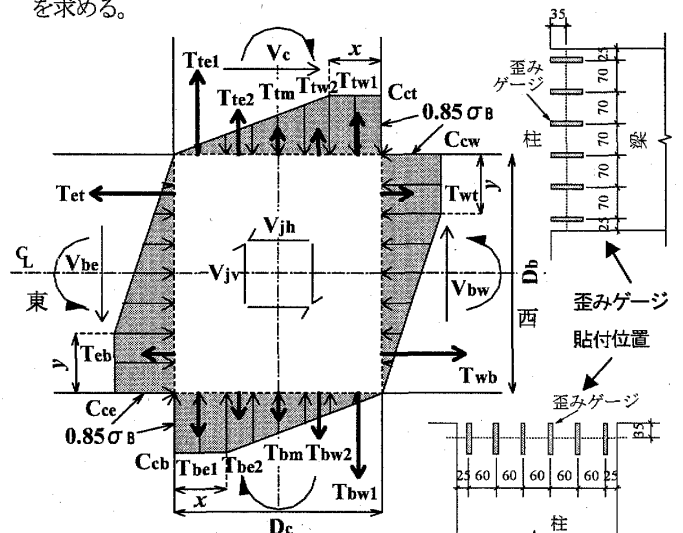 を求める。
Vc
x
Tte1
Tte2
Ttm
Ttw2
Ttw1
Cct
0.85σB
Ccw
Tet
Twt
y
Vjh
Vjv
CL
Vbe
東
Vbw
西
Db
Teb
y
Twb
Cce
0.85σB
Ccb
Tbe1
Tbe2
Tbm
Tbw2
Tbw1
x
Dc
35
歪み
ゲージ
柱
梁
25
70
70
70
70
70
25
歪みゲージ
貼付位置
歪みゲージ
35
25
60
60
60
60
60
25
柱